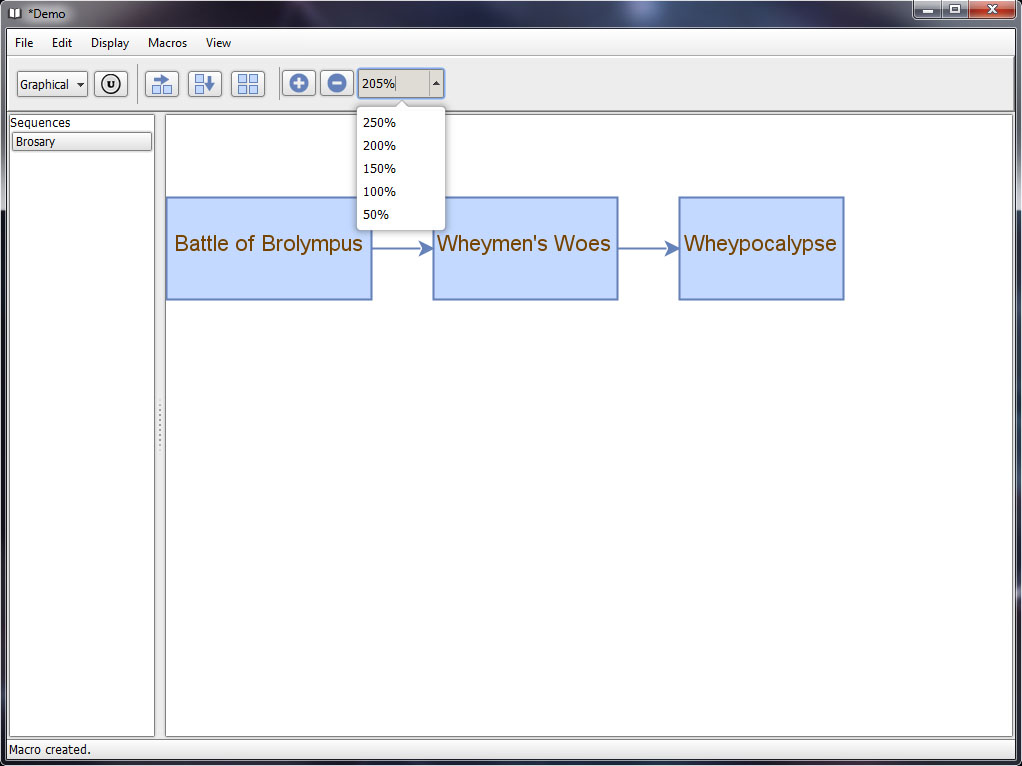 *Demo
File Edit Display Macros View
Graphical U 205%
250%
200%
150%
100%
50%
Sequences
Brosary
Battle of Brolympus Wheymen's Woes Wheypocalypse
Macro created.